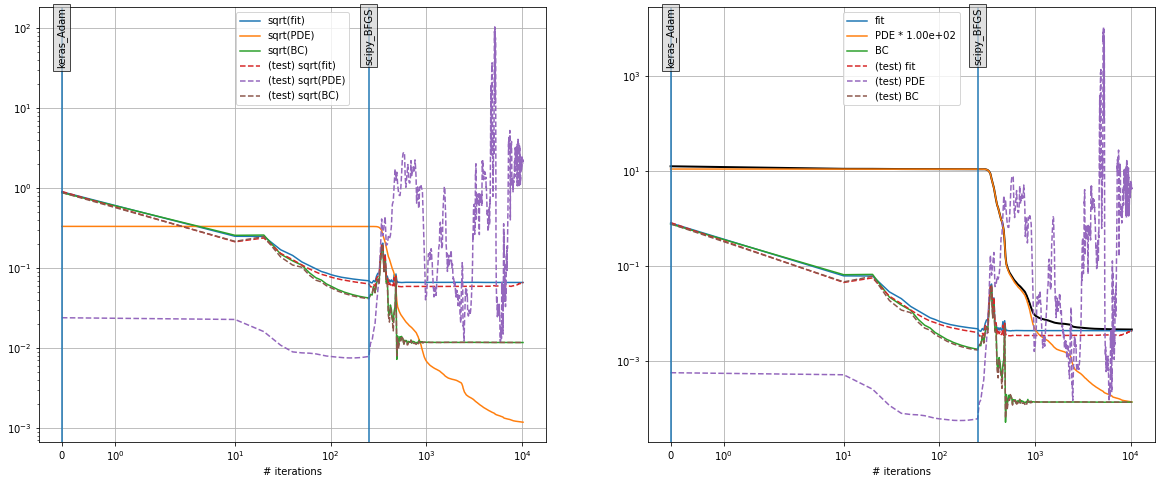 keras_Adam
scipy_BFGS
sqrt(fit)
sqrt(PDE)
sqrt(BC)
(test) sqrt(fit)
(test) sqrt(PDE)
(test) sqrt(BC)
10²
10¹
10⁰
10⁻¹
10⁻²
10⁻³
0
10⁰
10¹
10²
10³
10⁴
# iterations
keras_Adam
scipy_BFGS
fit
PDE * 1.00e+02
BC
(test) fit
(test) PDE
(test) BC
10³
10¹
10⁻¹
10⁻³
0
10⁰
10¹
10²
10³
10⁴
# iterations